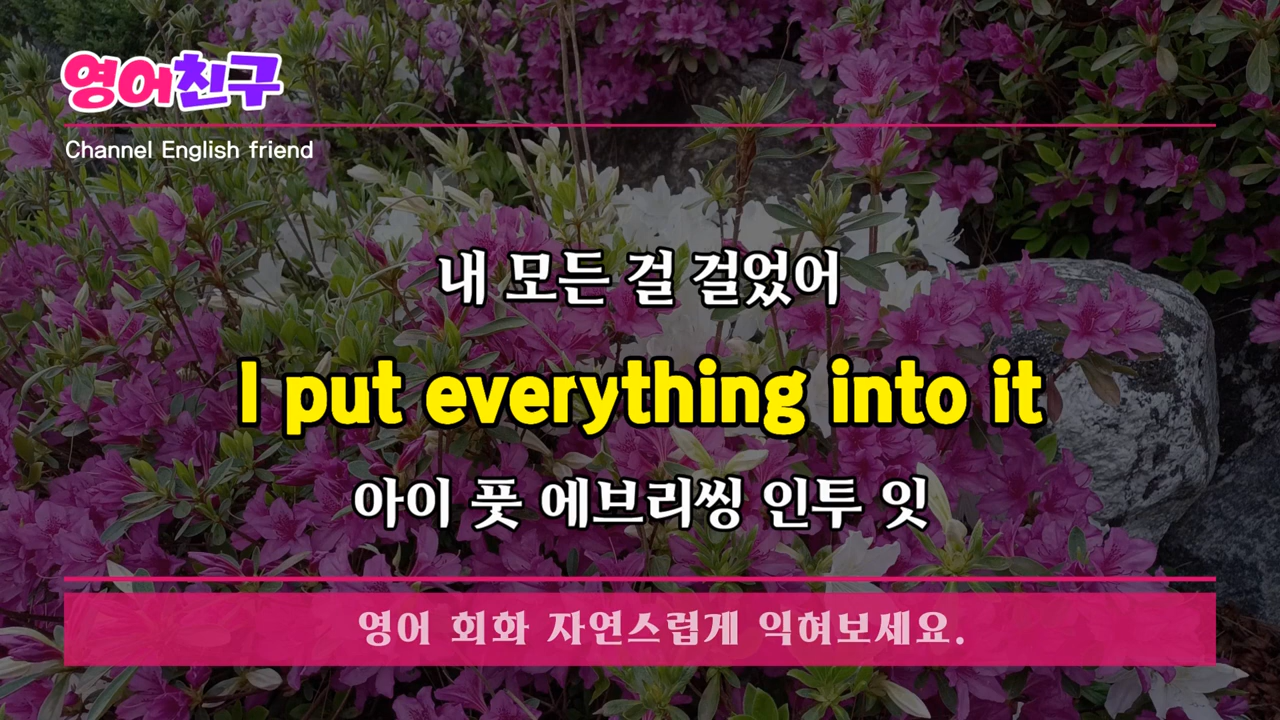 영어친구
Channel English friend
내 모든 걸 걸었어
I put everything into it
아이 풋 에브리씽 인투 잇
영어 회화 자연스럽게 익혀보세요.